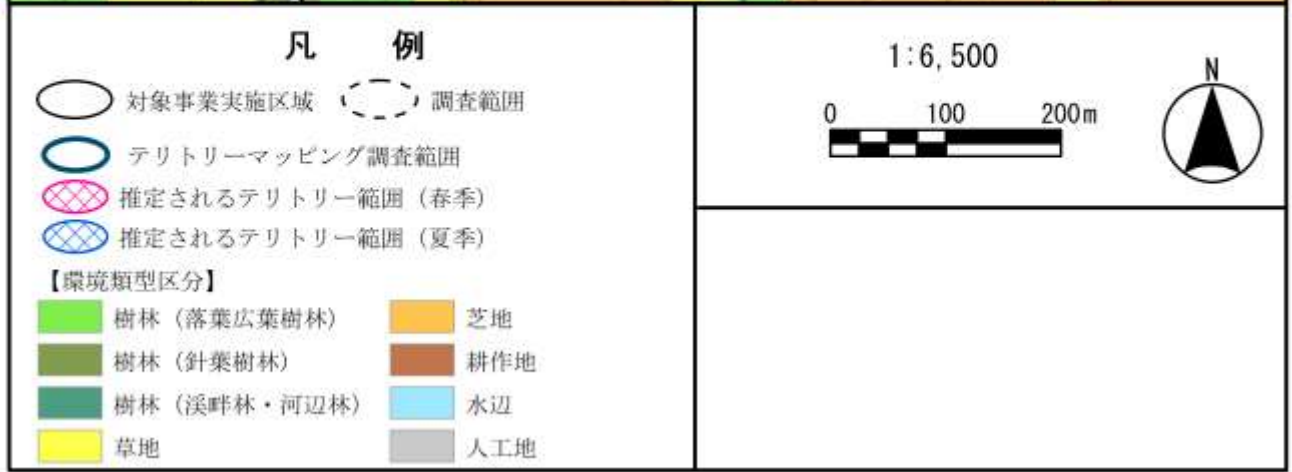 凡 例
対象事業実施区域 調査範囲
テリトリーマッピング調査範囲
推定されるテリトリー範囲（春季）
推定されるテリトリー範囲（夏季）
【環境類型区分】
樹林（落葉広葉樹林） 芝地
樹林（針葉樹林） 耕作地
樹林（渓畔林・河辺林） 水辺
草地 人工地
1:6,500
N
0 100 200m